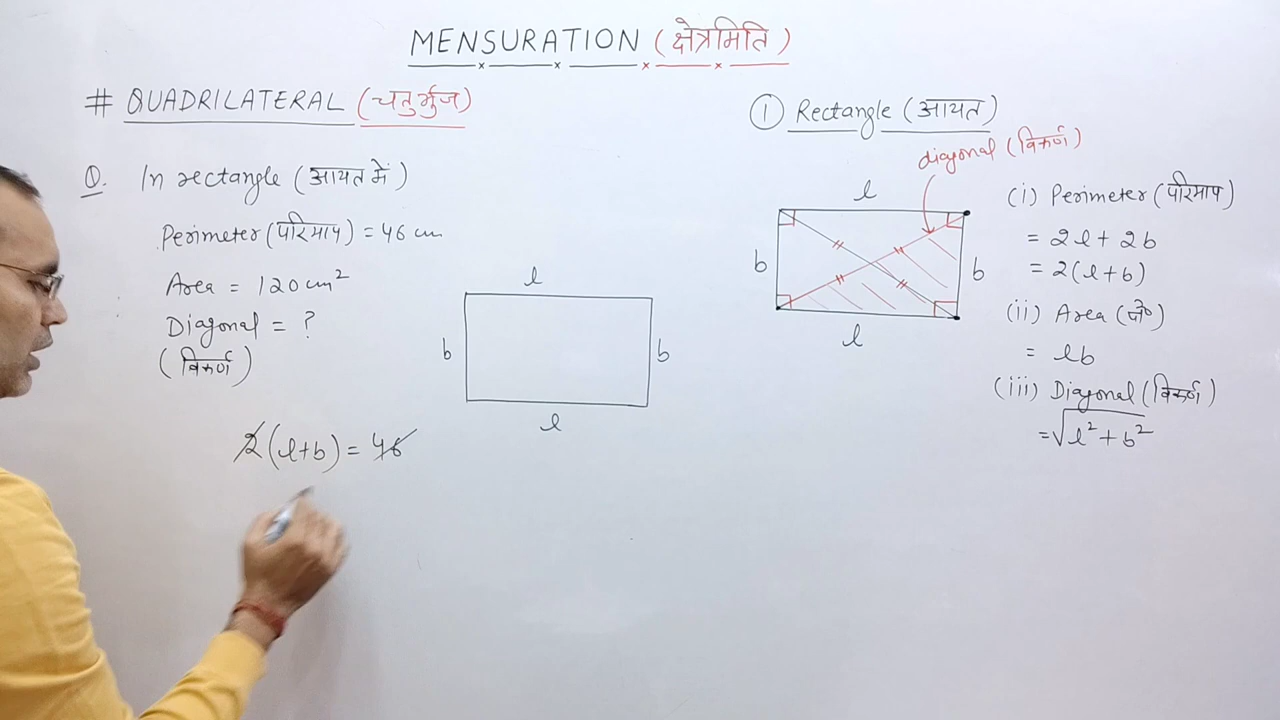 MENSURATION (क्षेत्रमिति)
# QUADRILATERAL (चतुर्भुज)
Q. In rectangle (आयत में)
Perimeter (परिमाप) = 46 cm
Area = 120 cm²
Diagonal = ?
(विकर्ण)
l
b
b
l
2(l+b) = 46
① Rectangle (आयत)
diagonal (विकर्ण)
l
b
b
l
(i) Perimeter (परिमाप)
= 2l + 2b
= 2(l+b)
(ii) Area (क्षे०)
= lb
(iii) Diagonal (विकर्ण)
= √l² + b²